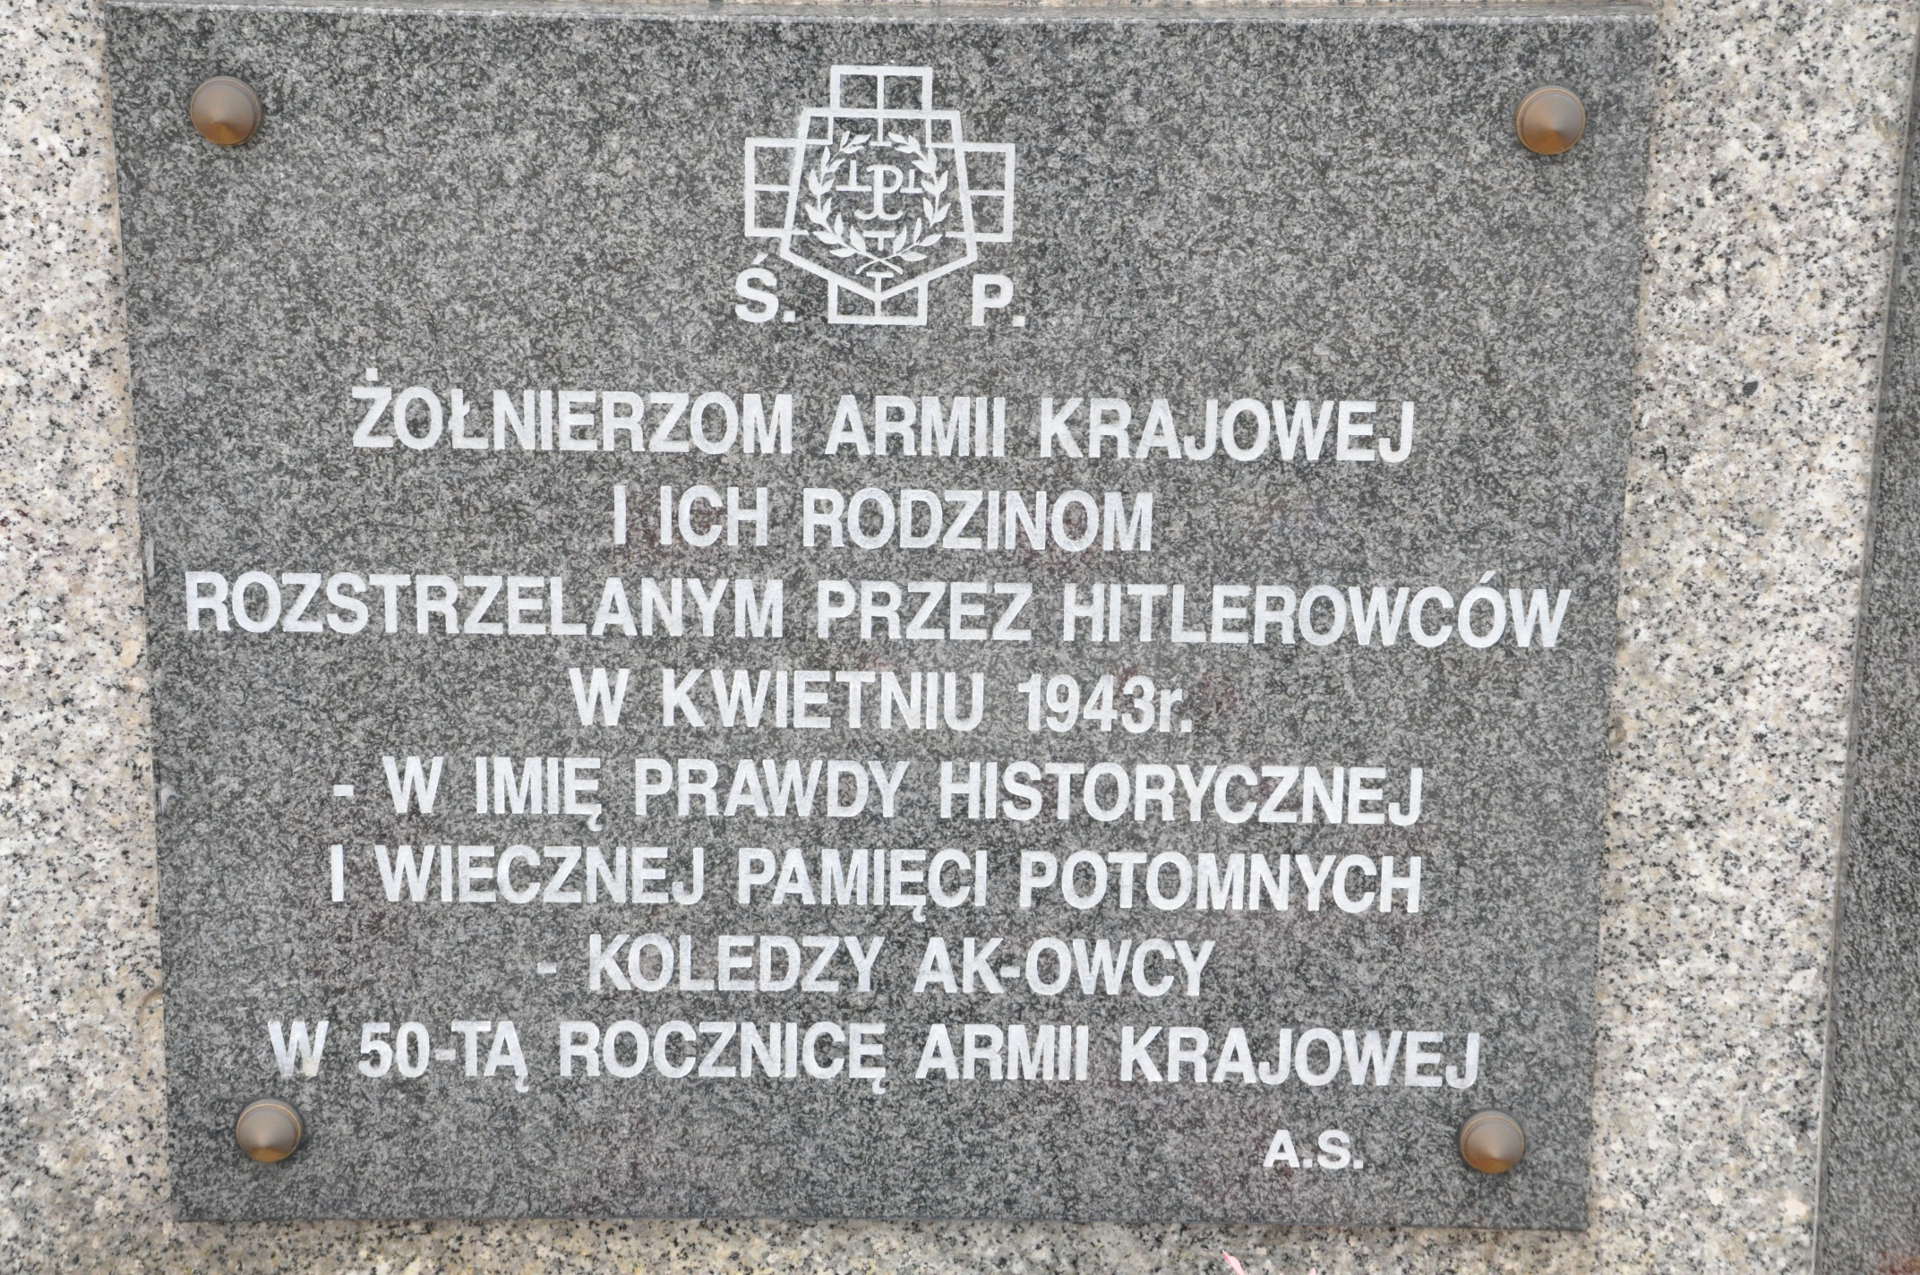 Ś. P.
ŻOŁNIERZOM ARMII KRAJOWEJ
I ICH RODZINOM
ROZSTRZELANYM PRZEZ HITLEROWCÓW
W KWIETNIU 1943r.
- W IMIĘ PRAWDY HISTORYCZNEJ
I WIECZNEJ PAMIĘCI POTOMNYCH
- KOLEDZY AK-OWCY
W 50-TĄ ROCZNICĘ ARMII KRAJOWEJ
A.S.